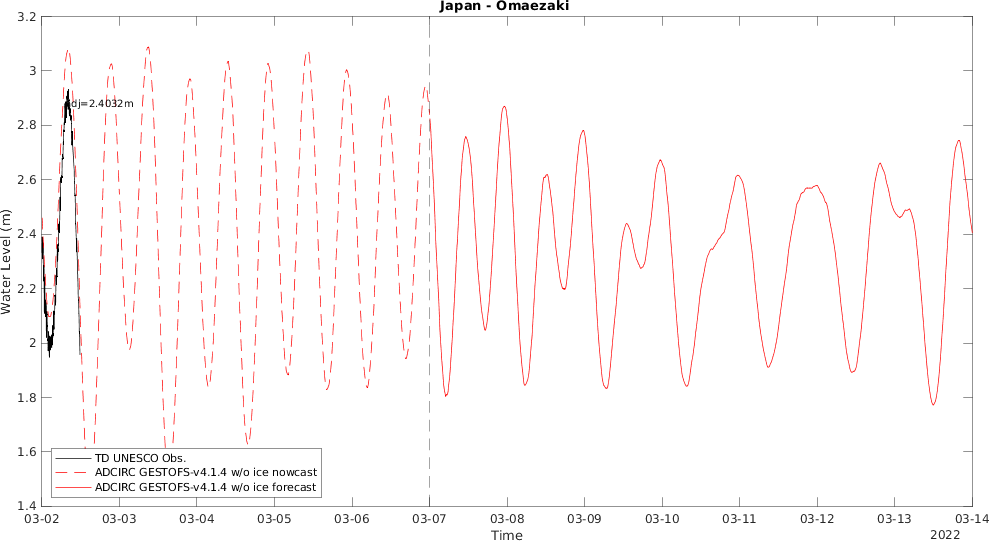 Japan - Omaezaki
3.2
3
2.8
2.6
2.4
2.2
2
1.8
1.6
1.4
Water Level (m)
dj=2.4032m
TD UNESCO Obs.
ADCIRC GESTOFS-v4.1.4 w/o ice nowcast
ADCIRC GESTOFS-v4.1.4 w/o ice forecast
03-02 03-03 03-04 03-05 03-06 03-07 03-08 03-09 03-10 03-11 03-12 03-13 03-14
Time
2022